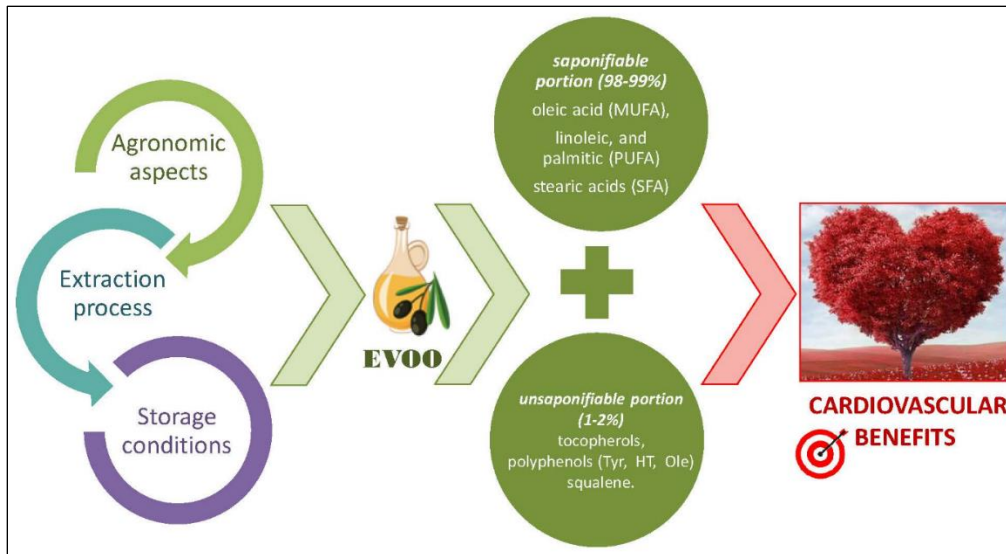 Agronomic
aspects
Extraction
process
Storage
conditions
EVOO
saponifiable
portion (98-99%)
oleic acid (MUFA),
linoleic, and
palmitic (PUFA)
stearic acids (SFA)
unsaponifiable portion
(1-2%)
tocopherols,
polyphenols (Tyr, HT, Ole)
squalene.
CARDIOVASCULAR
BENEFITS